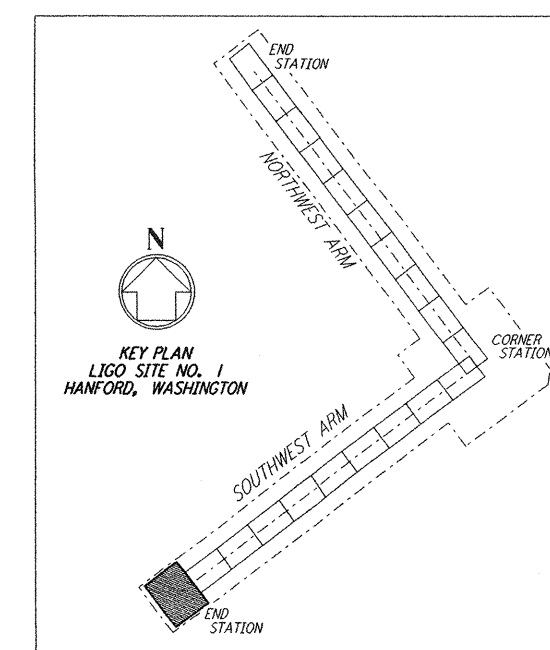 END
STATION
NORTHWEST ARM
N
KEY PLAN
LIGO SITE NO. 1
HANFORD, WASHINGTON
CORNER
STATION
SOUTHWEST ARM
END
STATION